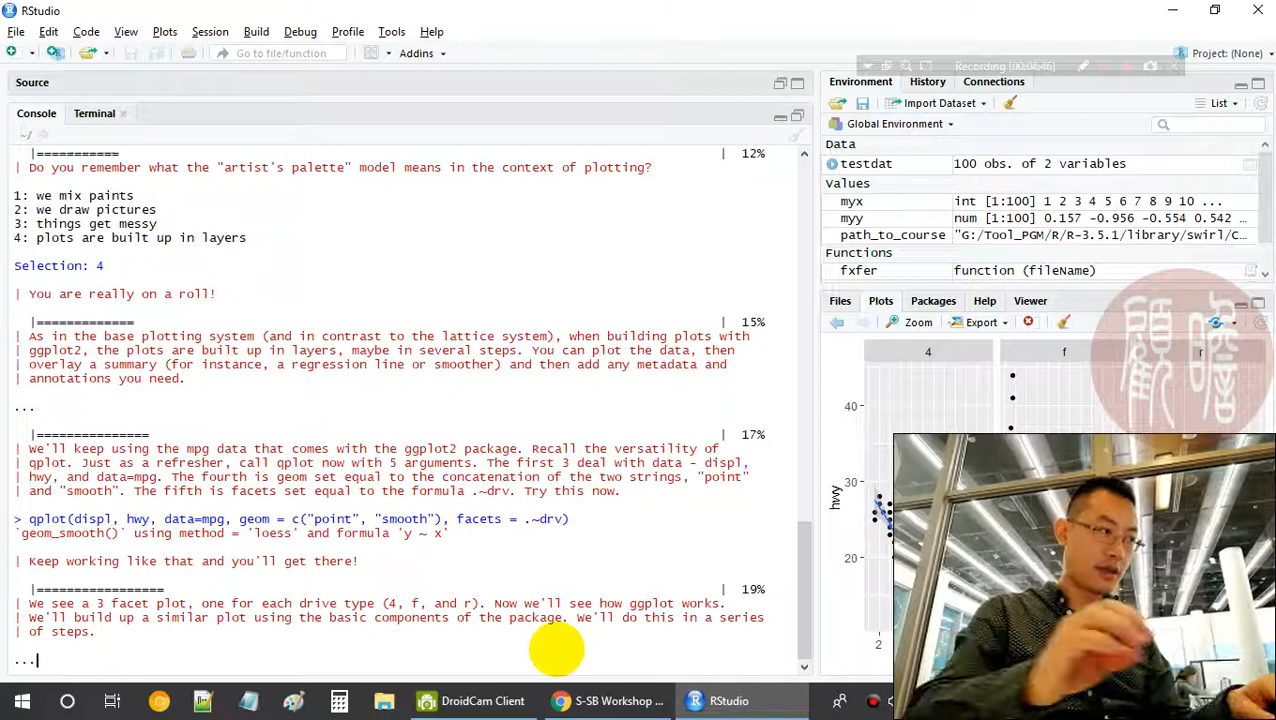 RStudio
File Edit Code View Plots Session Build Debug Profile Tools Help
Go to file/function Addins Project: (None)
Recording [00:04:46]
Source
Console Terminal
~/
|=========== | 12%
| Do you remember what the "artist's palette" model means in the context of plotting?
1: we mix paints
2: we draw pictures
3: things get messy
4: plots are built up in layers
Selection: 4
| You are really on a roll!
|============= | 15%
| As in the base plotting system (and in contrast to the lattice system), when building plots with
| ggplot2, the plots are built up in layers, maybe in several steps. You can plot the data, then
| overlay a summary (for instance, a regression line or smoother) and then add any metadata and
| annotations you need.
...
|=============== | 17%
| We'll keep using the mpg data that comes with the ggplot2 package. Recall the versatility of
| qplot. Just as a refresher, call qplot now with 5 arguments. The first 3 deal with data - displ,
| hwy, and data=mpg. The fourth is geom set equal to the concatenation of the two strings, "point"
| and "smooth". The fifth is facets set equal to the formula .~drv. Try this now.
> qplot(displ, hwy, data=mpg, geom = c("point", "smooth"), facets = .~drv)
`geom_smooth()` using method = 'loess' and formula 'y ~ x'
| Keep working like that and you'll get there!
|================= | 19%
| We see a 3 facet plot, one for each drive type (4, f, and r). Now we'll see how ggplot works.
| We'll build up a similar plot using the basic components of the package. We'll do this in a series
| of steps.
...
Environment History Connections
Import Dataset List
Global Environment
Data
testdat 100 obs. of 2 variables
Values
myx int [1:100] 1 2 3 4 5 6 7 8 9 10 ...
myy num [1:100] 0.157 -0.956 -0.554 0.542 ...
path_to_course "G:/Tool_PGM/R/R-3.5.1/library/swirl/C...
Functions
fxfer function (fileName)
Files Plots Packages Help Viewer
Zoom Export
4 f r
40
30
20
hwy
2
DroidCam Client S-SB Workshop ... RStudio